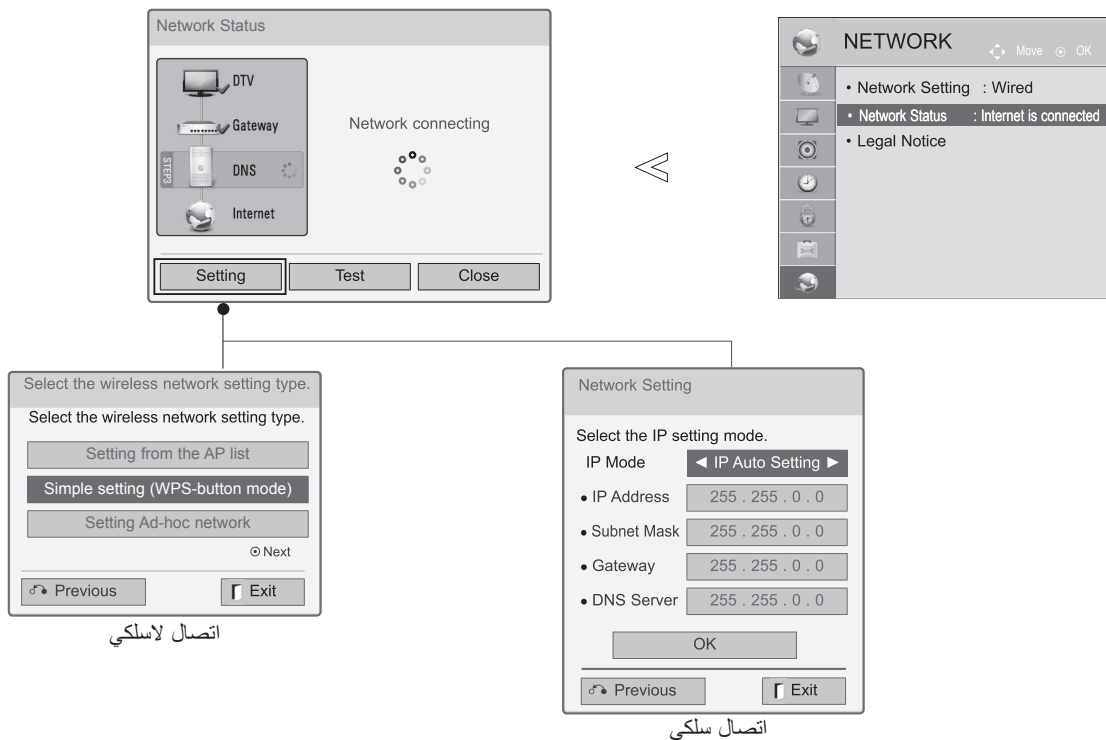 Network Status
DTV
Gateway
STEP3
DNS
Internet
Network connecting
Setting Test Close
NETWORK
Move OK
• Network Setting : Wired
• Network Status : Internet is connected
• Legal Notice
Select the wireless network setting type.
Select the wireless network setting type.
Setting from the AP list
Simple setting (WPS-button mode)
Setting Ad-hoc network
Next
Previous Exit
اتصال لاسلكي
Network Setting
Select the IP setting mode.
IP Mode ◄ IP Auto Setting ►
• IP Address 255 . 255 . 0 . 0
• Subnet Mask 255 . 255 . 0 . 0
• Gateway 255 . 255 . 0 . 0
• DNS Server 255 . 255 . 0 . 0
OK
Previous Exit
اتصال سلكي